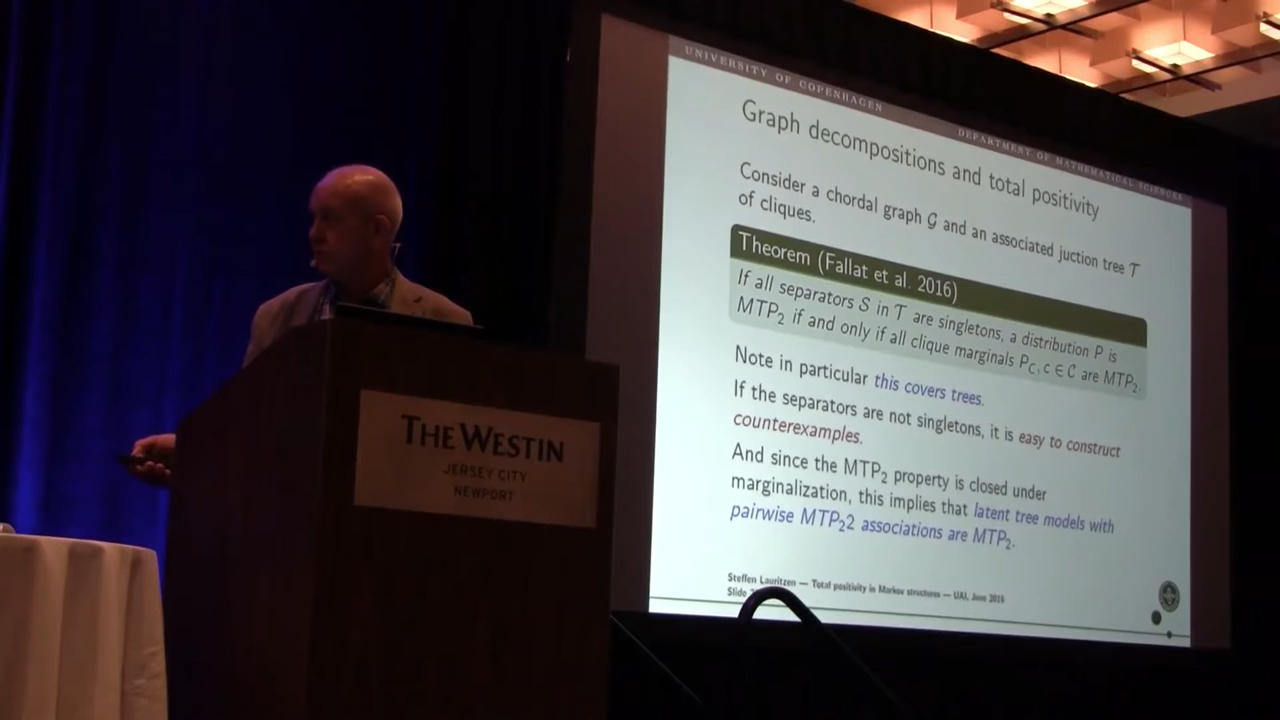 UNIVERSITY OF COPENHAGEN
DEPARTMENT OF MATHEMATICAL SCIENCES
Graph decompositions and total positivity
Consider a chordal graph 𝒢 and an associated juction tree 𝒯
of cliques.
Theorem (Fallat et al. 2016)
If all separators 𝒮 in 𝒯 are singletons, a distribution P is
MTP₂ if and only if all clique marginals P_C, c ∈ 𝒞 are MTP₂.
Note in particular this covers trees.
If the separators are not singletons, it is easy to construct
counterexamples.
And since the MTP₂ property is closed under
marginalization, this implies that latent tree models with
pairwise MTP₂2 associations are MTP₂.
Steffen Lauritzen — Total positivity in Markov structures — UAI, June 2016
Slide
THE WESTIN
JERSEY CITY
NEWPORT